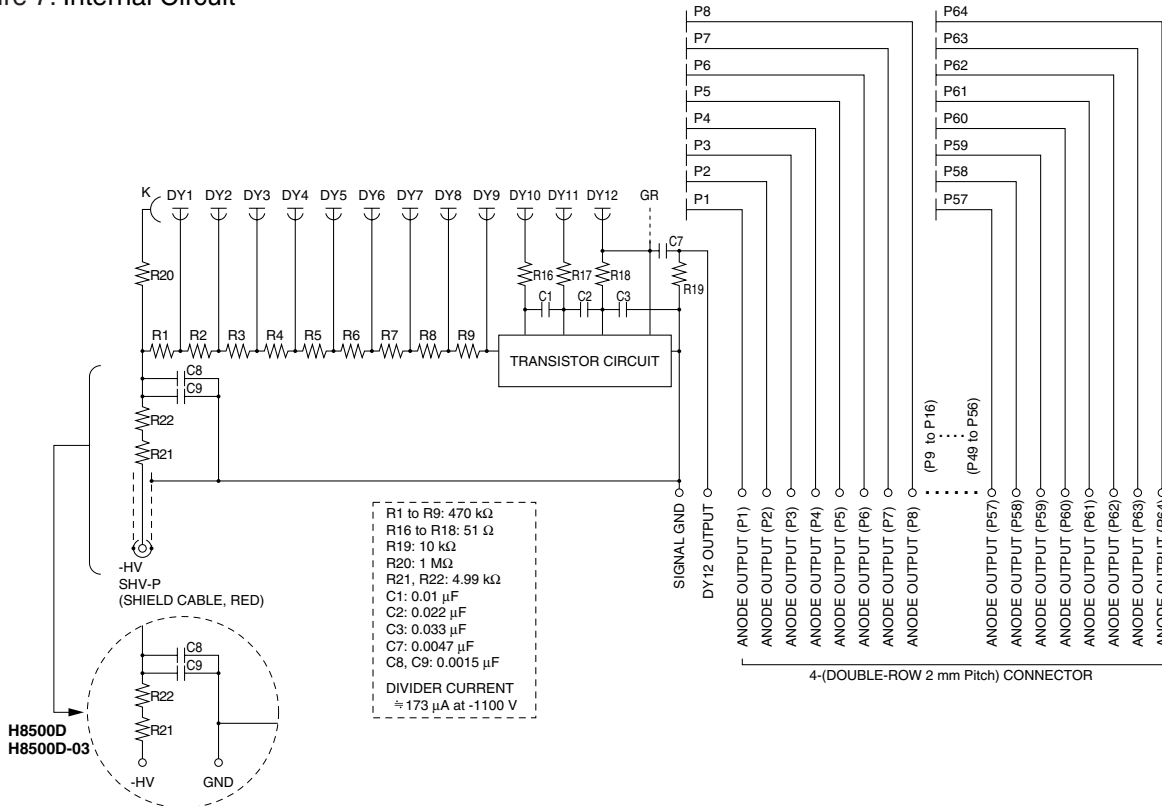 re 7: Internal Circuit
P8
P7
P6
P5
P4
P3
P2
P1
P64
P63
P62
P61
P60
P59
P58
P57
K DY1 DY2 DY3 DY4 DY5 DY6 DY7 DY8 DY9 DY10 DY11 DY12 GR
C7
R20
R16 R17 R18 R19
C1 C2 C3
R1 R2 R3 R4 R5 R6 R7 R8 R9
TRANSISTOR CIRCUIT
C8
C9
R22
R21
-HV
SHV-P
(SHIELD CABLE, RED)
R1 to R9: 470 kΩ
R16 to R18: 51 Ω
R19: 10 kΩ
R20: 1 MΩ
R21, R22: 4.99 kΩ
C1: 0.01 µF
C2: 0.022 µF
C3: 0.033 µF
C7: 0.0047 µF
C8, C9: 0.0015 µF
DIVIDER CURRENT
≒ 173 µA at -1100 V
SIGNAL GND
DY12 OUTPUT
ANODE OUTPUT (P1)
ANODE OUTPUT (P2)
ANODE OUTPUT (P3)
ANODE OUTPUT (P4)
ANODE OUTPUT (P5)
ANODE OUTPUT (P6)
ANODE OUTPUT (P7)
ANODE OUTPUT (P8)
(P9 to P16)
(P49 to P56)
ANODE OUTPUT (P57)
ANODE OUTPUT (P58)
ANODE OUTPUT (P59)
ANODE OUTPUT (P60)
ANODE OUTPUT (P61)
ANODE OUTPUT (P62)
ANODE OUTPUT (P63)
ANODE OUTPUT (P64)
4-(DOUBLE-ROW 2 mm Pitch) CONNECTOR
C8
C9
R22
R21
H8500D
H8500D-03
-HV GND